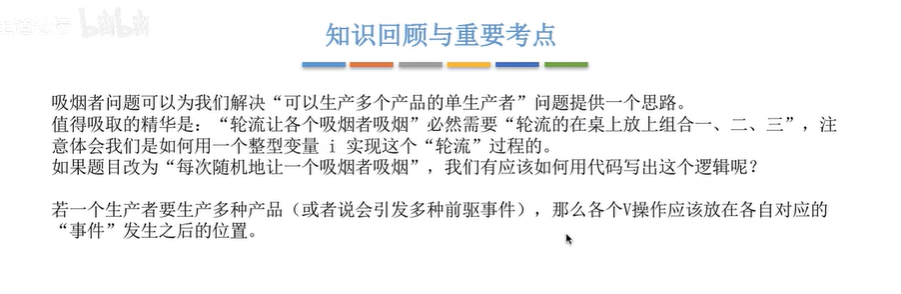 bilibili
知识回顾与重要考点
吸烟者问题可以为我们解决“可以生产多个产品的单生产者”问题提供一个思路。
值得吸取的精华是：“轮流让各个吸烟者吸烟”必然需要“轮流的在桌上放上组合一、二、三”，注
意体会我们是如何用一个整型变量 i 实现这个“轮流”过程的。
如果题目改为“每次随机地让一个吸烟者吸烟”，我们有应该如何用代码写出这个逻辑呢？
若一个生产者要生产多种产品（或者说会引发多种前驱事件），那么各个V操作应该放在各自对应的
“事件”发生之后的位置。